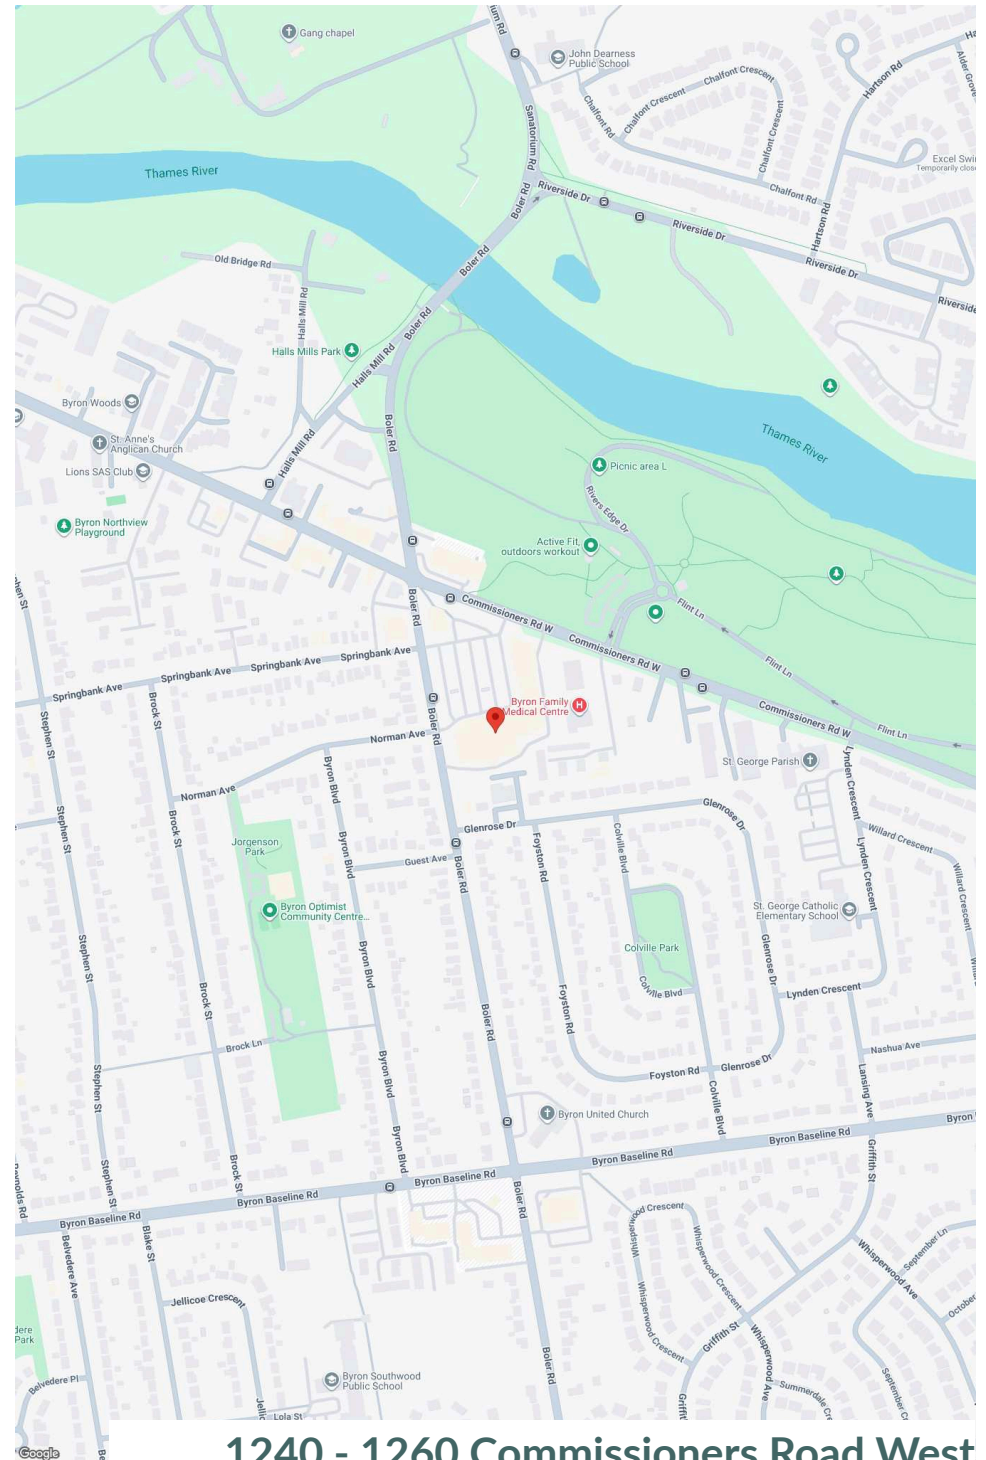 Gang chapel
John Dearness
Public School
Chalfont Crescent
Chalfont Crescent
Chalfont Crescent
Chalfont Rd
Chalfont Rd
Hartson Rd
Hartson Rd
Sanatorium Rd
Excel Swi
Temporarily close
Thames River
Boler Rd
Riverside Dr
Riverside Dr
Riverside Dr
Riverside
Old Bridge Rd
Boler Rd
Halls Mill Rd
Boler Rd
Halls Mills Park
Halls Mill Rd
Byron Woods
Boler Rd
St. Anne's
Anglican Church
Halls Mill Rd
Lions SAS Club
Thames River
Picnic area L
Rivers Edge Dr
Byron Northview
Playground
Active Fit,
outdoors workout
Boler Rd
Commissioners Rd W
Commissioners Rd W
Flint Ln
Flint Ln
Flint Ln
Commissioners Rd W
Springbank Ave
Springbank Ave
Springbank Ave
Springbank Ave
Stephen St
Brock St
Boler Rd
Norman Ave
Byron Family
Medical Centre
St. George Parish
Lynden Crescent
Norman Ave
Byron Blvd
Stephen St
Brock St
Byron Blvd
Jorgenson
Park
Glenrose Dr
Glenrose Dr
Foyston Rd
Colville Blvd
Willard Crescent
Lynden Crescent
Willard Crescent
Guest Ave
Boler Rd
Byron Optimist
Community Centre...
St. George Catholic
Elementary School
Colville Park
Colville Blvd
Stephen St
Byron Blvd
Glenrose Dr
Lynden Crescent
Brock St
Boler Rd
Foyston Rd
Brock Ln
Nashua Ave
Stephen St
Byron Blvd
Foyston Rd
Glenrose Dr
Colville Blvd
Lansing Ave
Byron United Church
Byron
Byron Blvd
Byron Baseline Rd
Byron Baseline Rd
Griffith St
Stephen St
Brock St
Byron Baseline Rd
Byron Baseline Rd
Byron Baseline Rd
Boler Rd
Belvedere Ave
Blake St
Whisperwood Crescent
Whisperwood Crescent
Whisperwood Crescent
Whisperwood Ave
September Ln
October
Jellicoe Crescent
Griffith St
Whisperwood Ave
Boler Rd
Park
Belvedere Pl
Byron Southwood
Public School
Summerdale Cre
September C
Griffi
Lola St
Google
1240 - 1260 Commissioners Road West